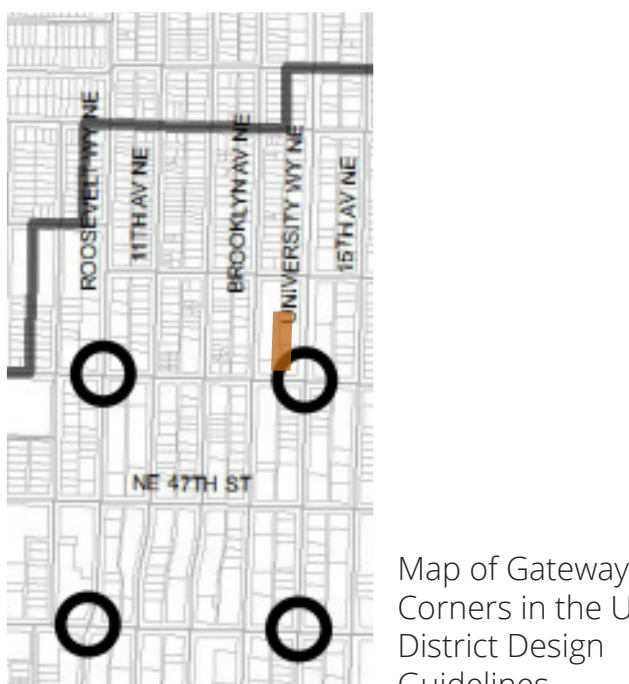 ROOSEVELT WY NE
11TH AV NE
BROOKLYN AV NE
UNIVERSITY WY NE
15TH AV NE
NE 47TH ST
Map of Gateway
Corners in the U
District Design
Guidelines